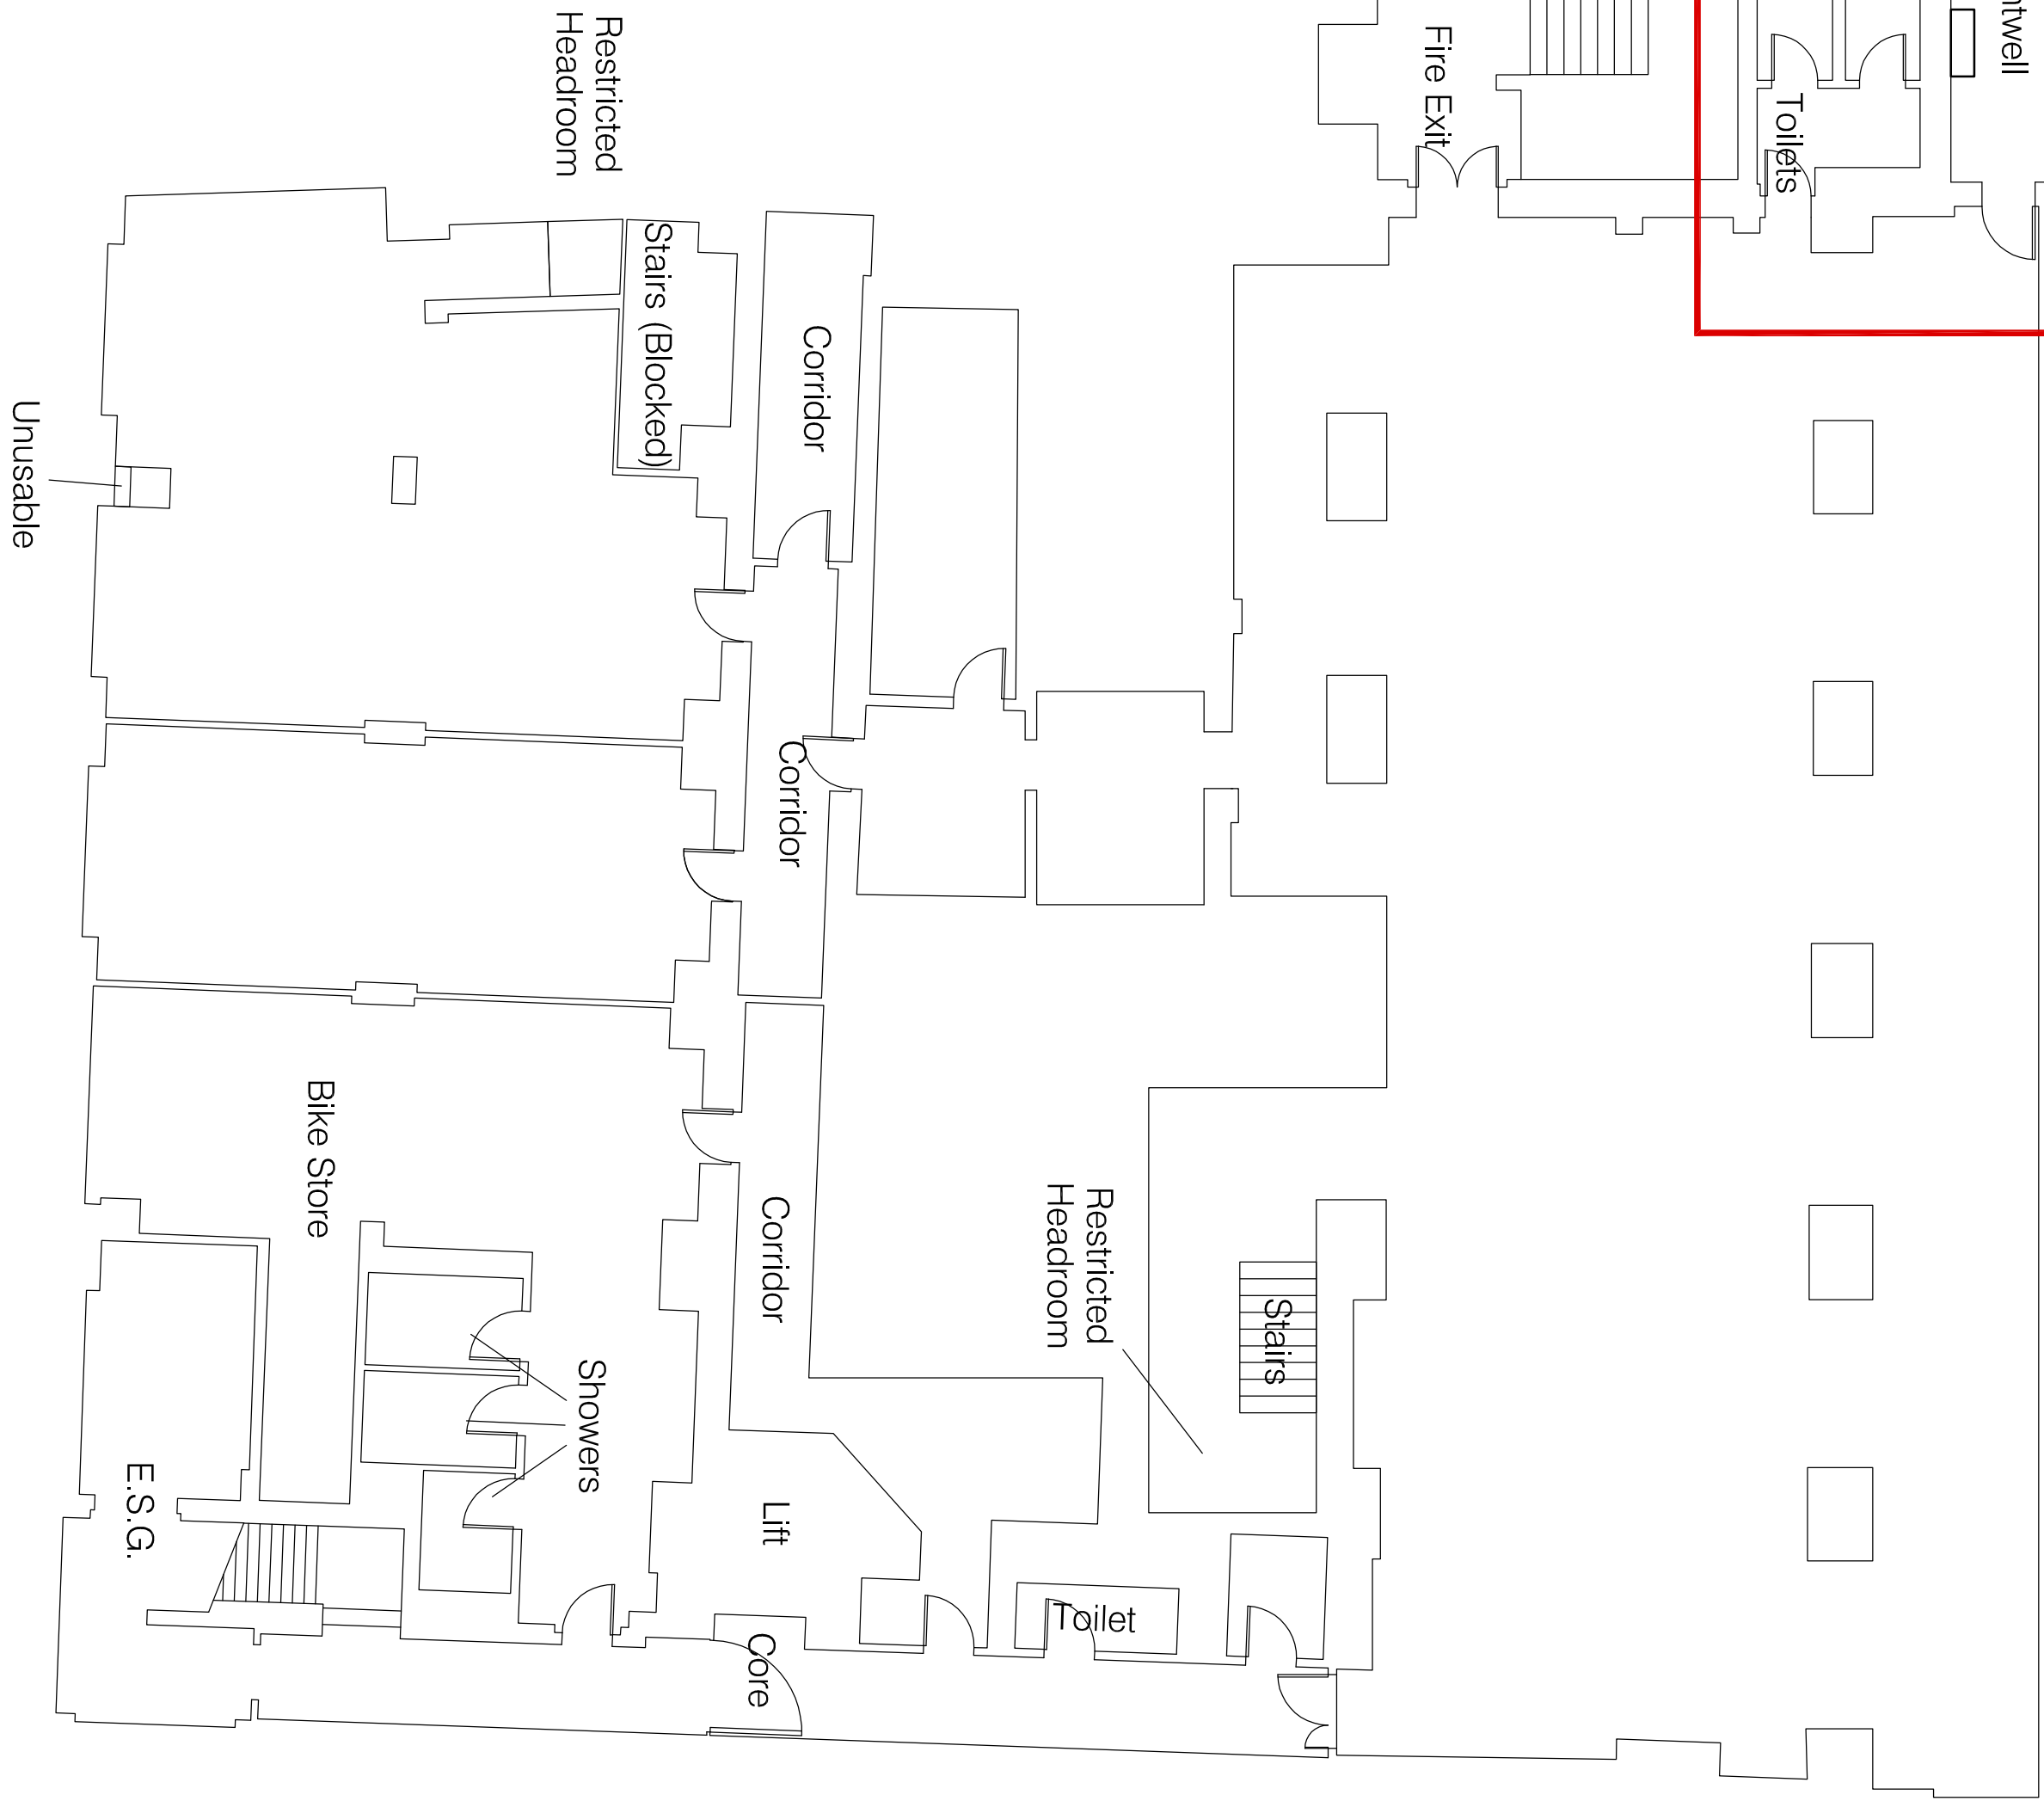 Restricted
Headroom
Fire Exit
Toilets
Stairs (Blocked)
Corridor
Unusable
Corridor
Bike Store
Corridor
Restricted
Headroom
Stairs
Showers
E.S.G.
Lift
Toilet
Core